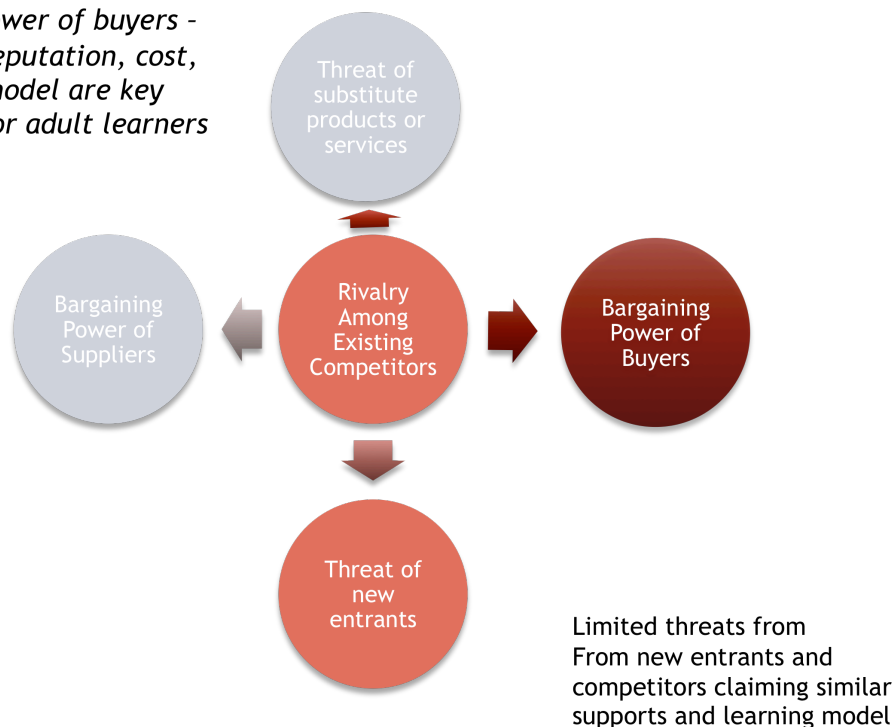 ower of buyers –
eputation, cost,
model are key
or adult learners
Threat of
substitute
products or
services
Bargaining
Power of
Suppliers
Rivalry
Among
Existing
Competitors
Bargaining
Power of
Buyers
Threat of
new
entrants
Limited threats from
From new entrants and
competitors claiming similar
supports and learning model